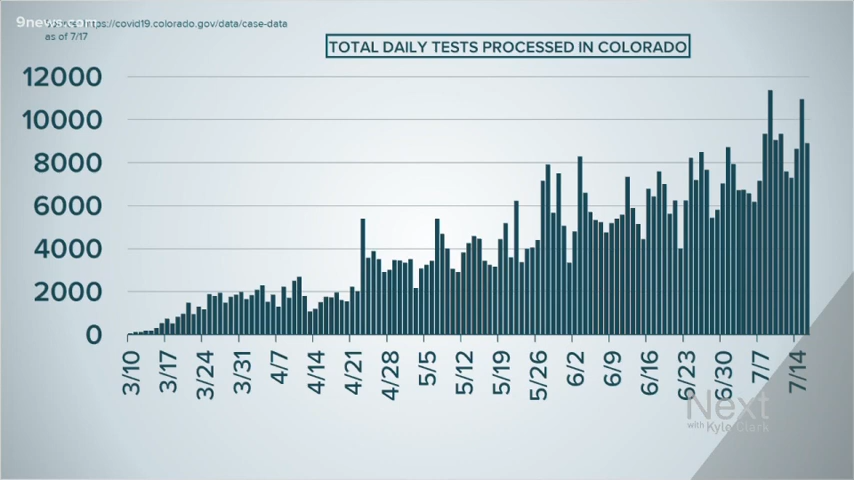 9news.com
https://covid19.colorado.gov/data/case-data
as of 7/17
TOTAL DAILY TESTS PROCESSED IN COLORADO
12000
10000
8000
6000
4000
2000
0
3/10 3/17 3/24 3/31 4/7 4/14 4/21 4/28 5/5 5/12 5/19 5/26 6/2 6/9 6/16 6/23 6/30 7/7 7/14
Next
with Kyle Clark